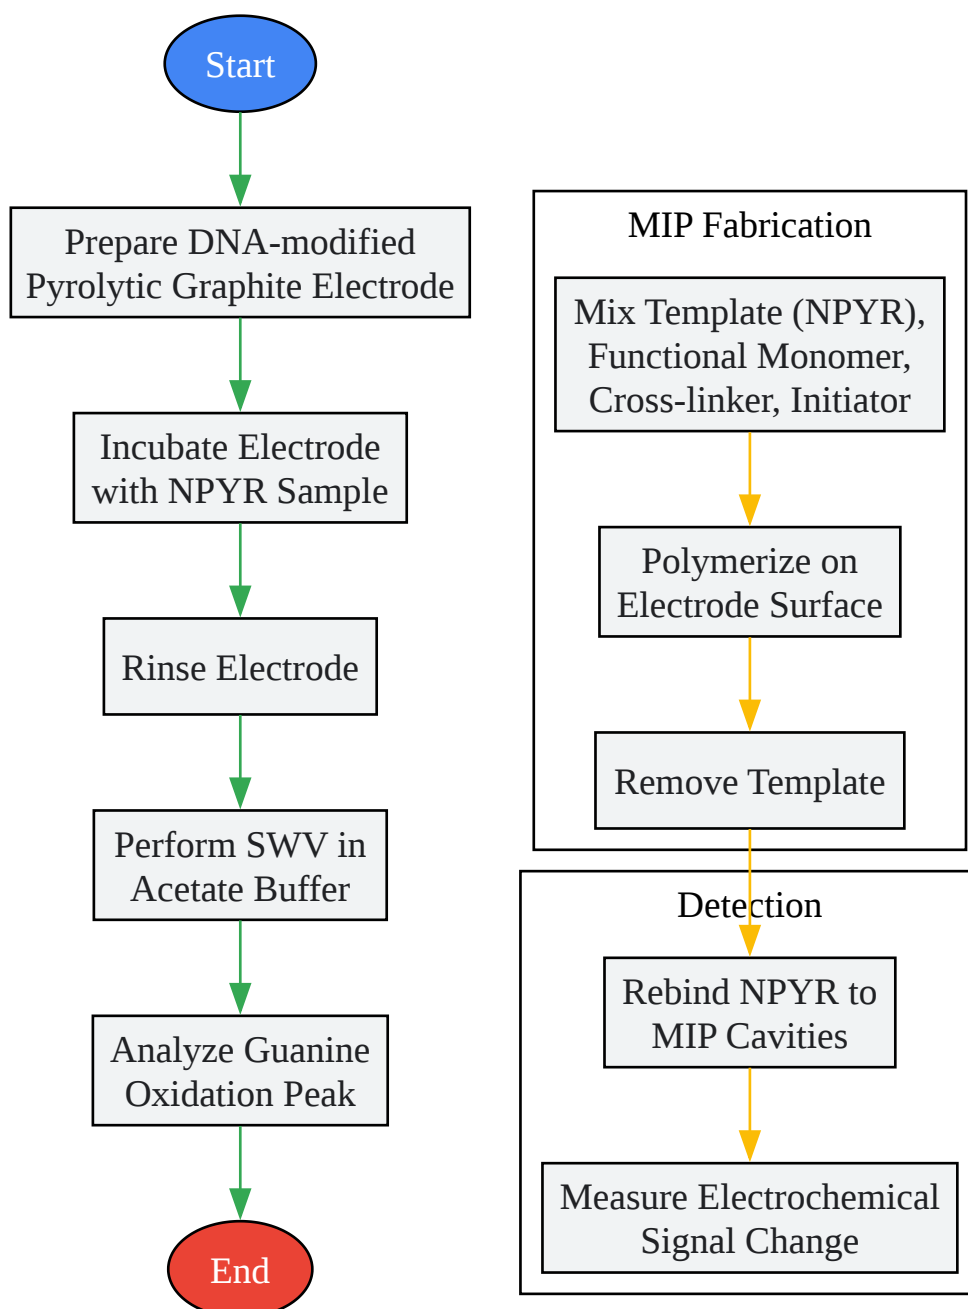 Start
Prepare DNA-modified
Pyrolytic Graphite Electrode
Incubate Electrode
with NPYR Sample
Rinse Electrode
Perform SWV in
Acetate Buffer
Analyze Guanine
Oxidation Peak
End
MIP Fabrication
Mix Template (NPYR),
Functional Monomer,
Cross-linker, Initiator
Polymerize on
Electrode Surface
Remove Template
Detection
Rebind NPYR to
MIP Cavities
Measure Electrochemical
Signal Change